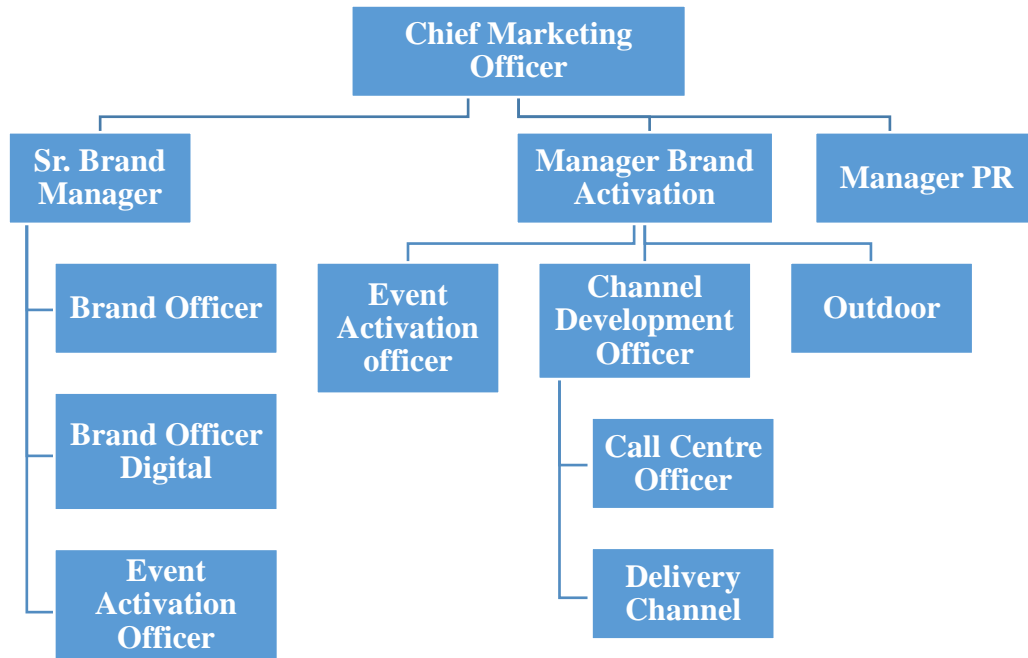 Chief Marketing
Officer
Sr. Brand
Manager
Manager Brand
Activation
Manager PR
Brand Officer
Brand Officer
Digital
Event
Activation
Officer
Event
Activation
officer
Channel
Development
Officer
Outdoor
Call Centre
Officer
Delivery
Channel